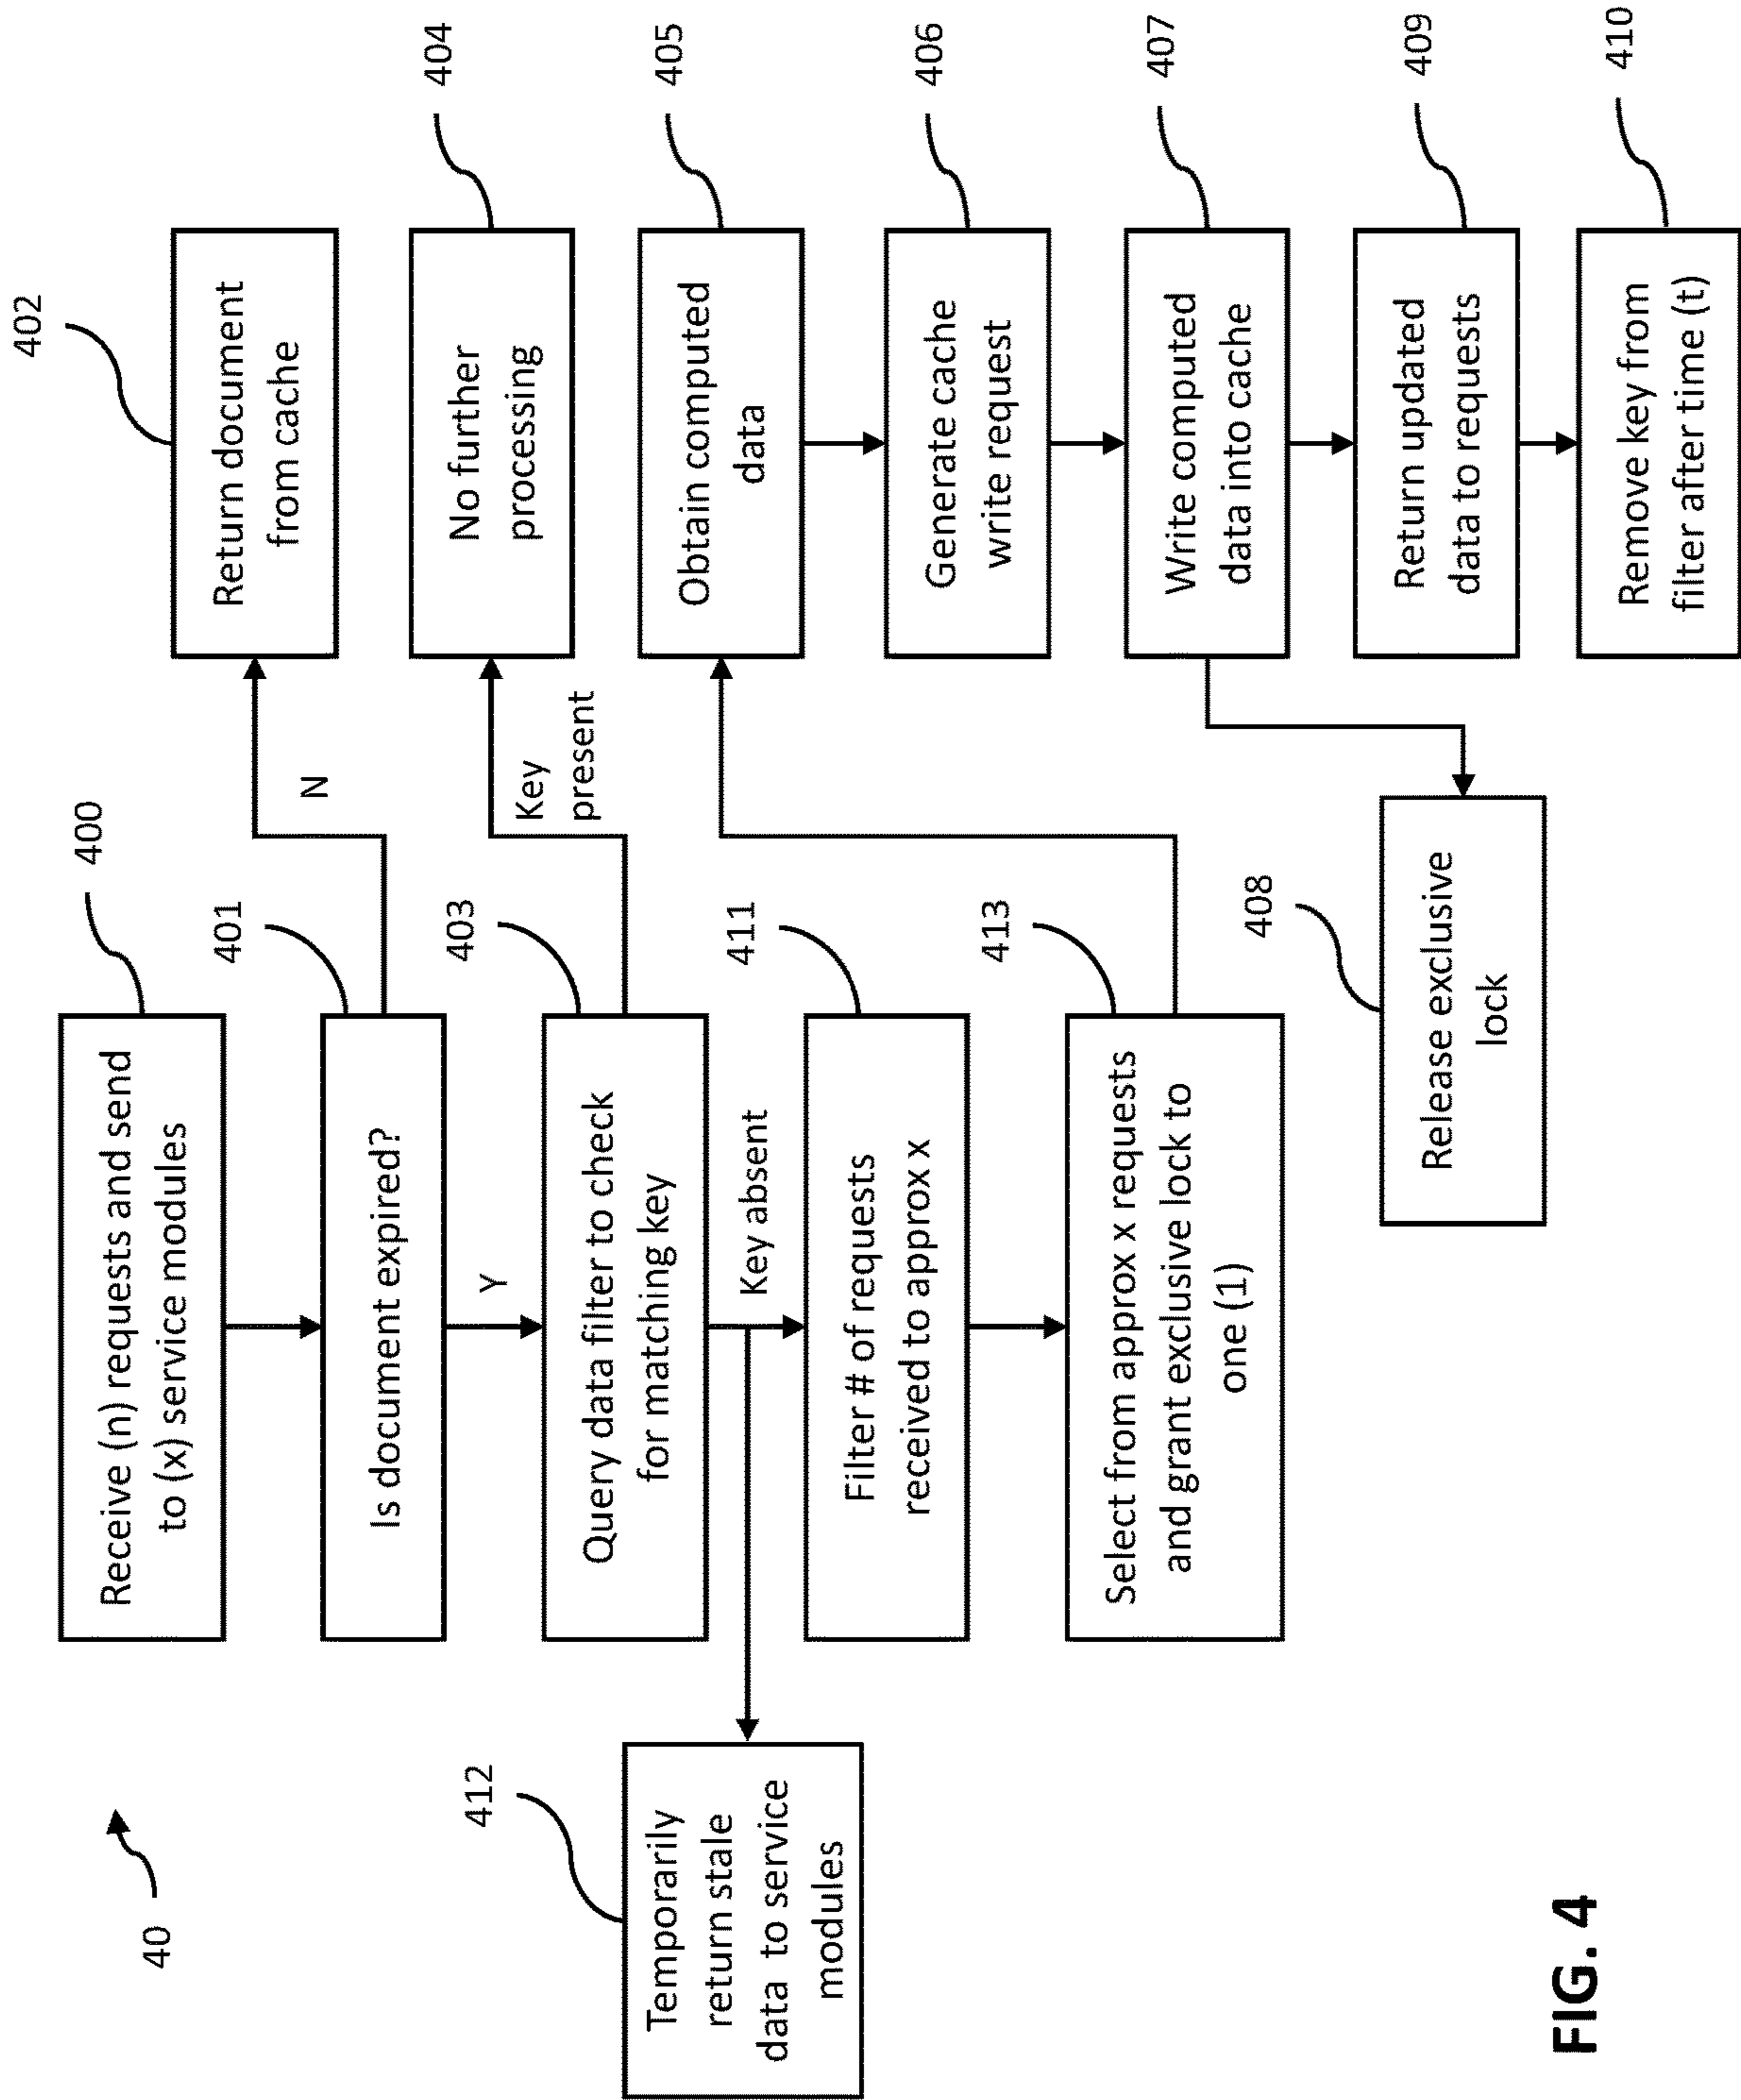 40
400
Receive (n) requests and send
to (x) service modules
401
Is document expired?
N
402
Return document
from cache
Y
403
Query data filter to check
for matching key
Key
present
404
No further
processing
Key absent
412
Temporarily
return stale
data to service
modules
411
Filter # of requests
received to approx x
413
Select from approx x requests
and grant exclusive lock to
one (1)
405
Obtain computed
data
406
Generate cache
write request
407
Write computed
data into cache
408
Release exclusive
lock
409
Return updated
data to requests
410
Remove key from
filter after time (t)
FIG. 4